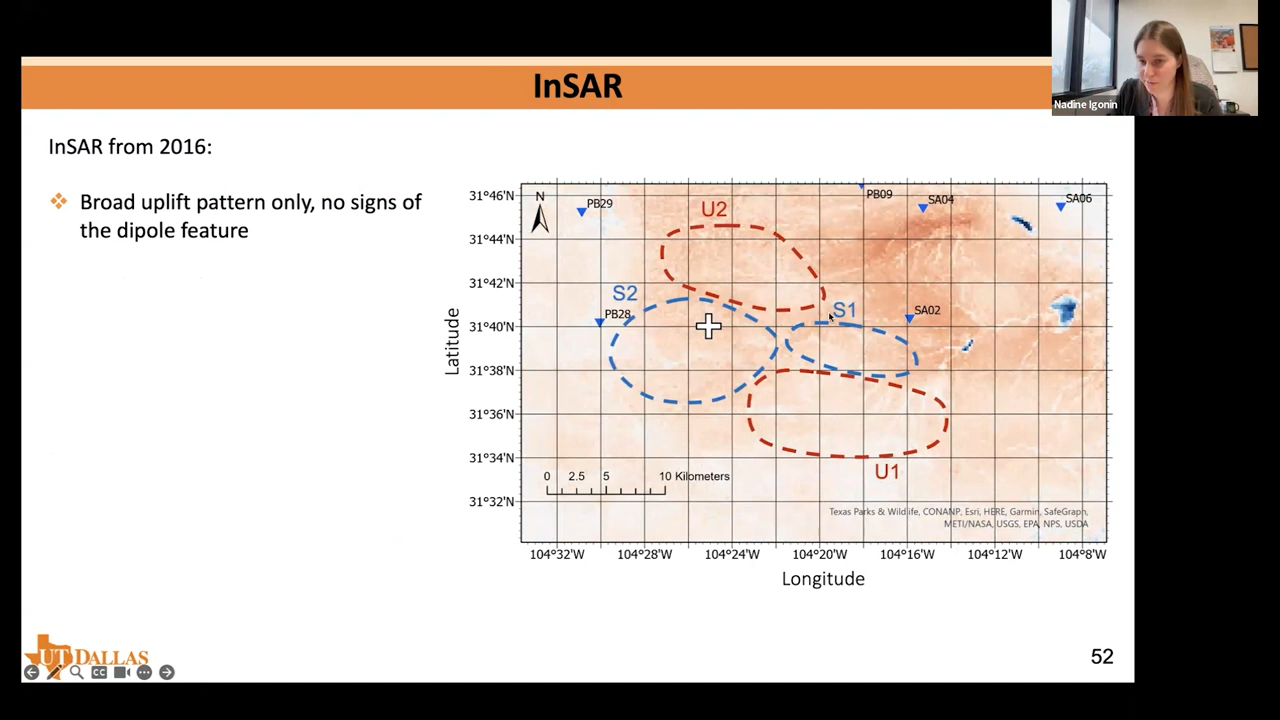 InSAR
Nadine Igonin
InSAR from 2016:
❖ Broad uplift pattern only, no signs of
the dipole feature
31°46'N
31°44'N
31°42'N
31°40'N
31°38'N
31°36'N
31°34'N
31°32'N
Latitude
N
PB29
U2
PB09
SA04
SA06
S2
PB28
S1
SA02
U1
0 2.5 5 10 Kilometers
Texas Parks & Wildlife, CONANP, Esri, HERE, Garmin, SafeGraph,
METI/NASA, USGS, EPA, NPS, USDA
104°32'W 104°28'W 104°24'W 104°20'W 104°16'W 104°12'W 104°8'W
Longitude
UT DALLAS
CC
52